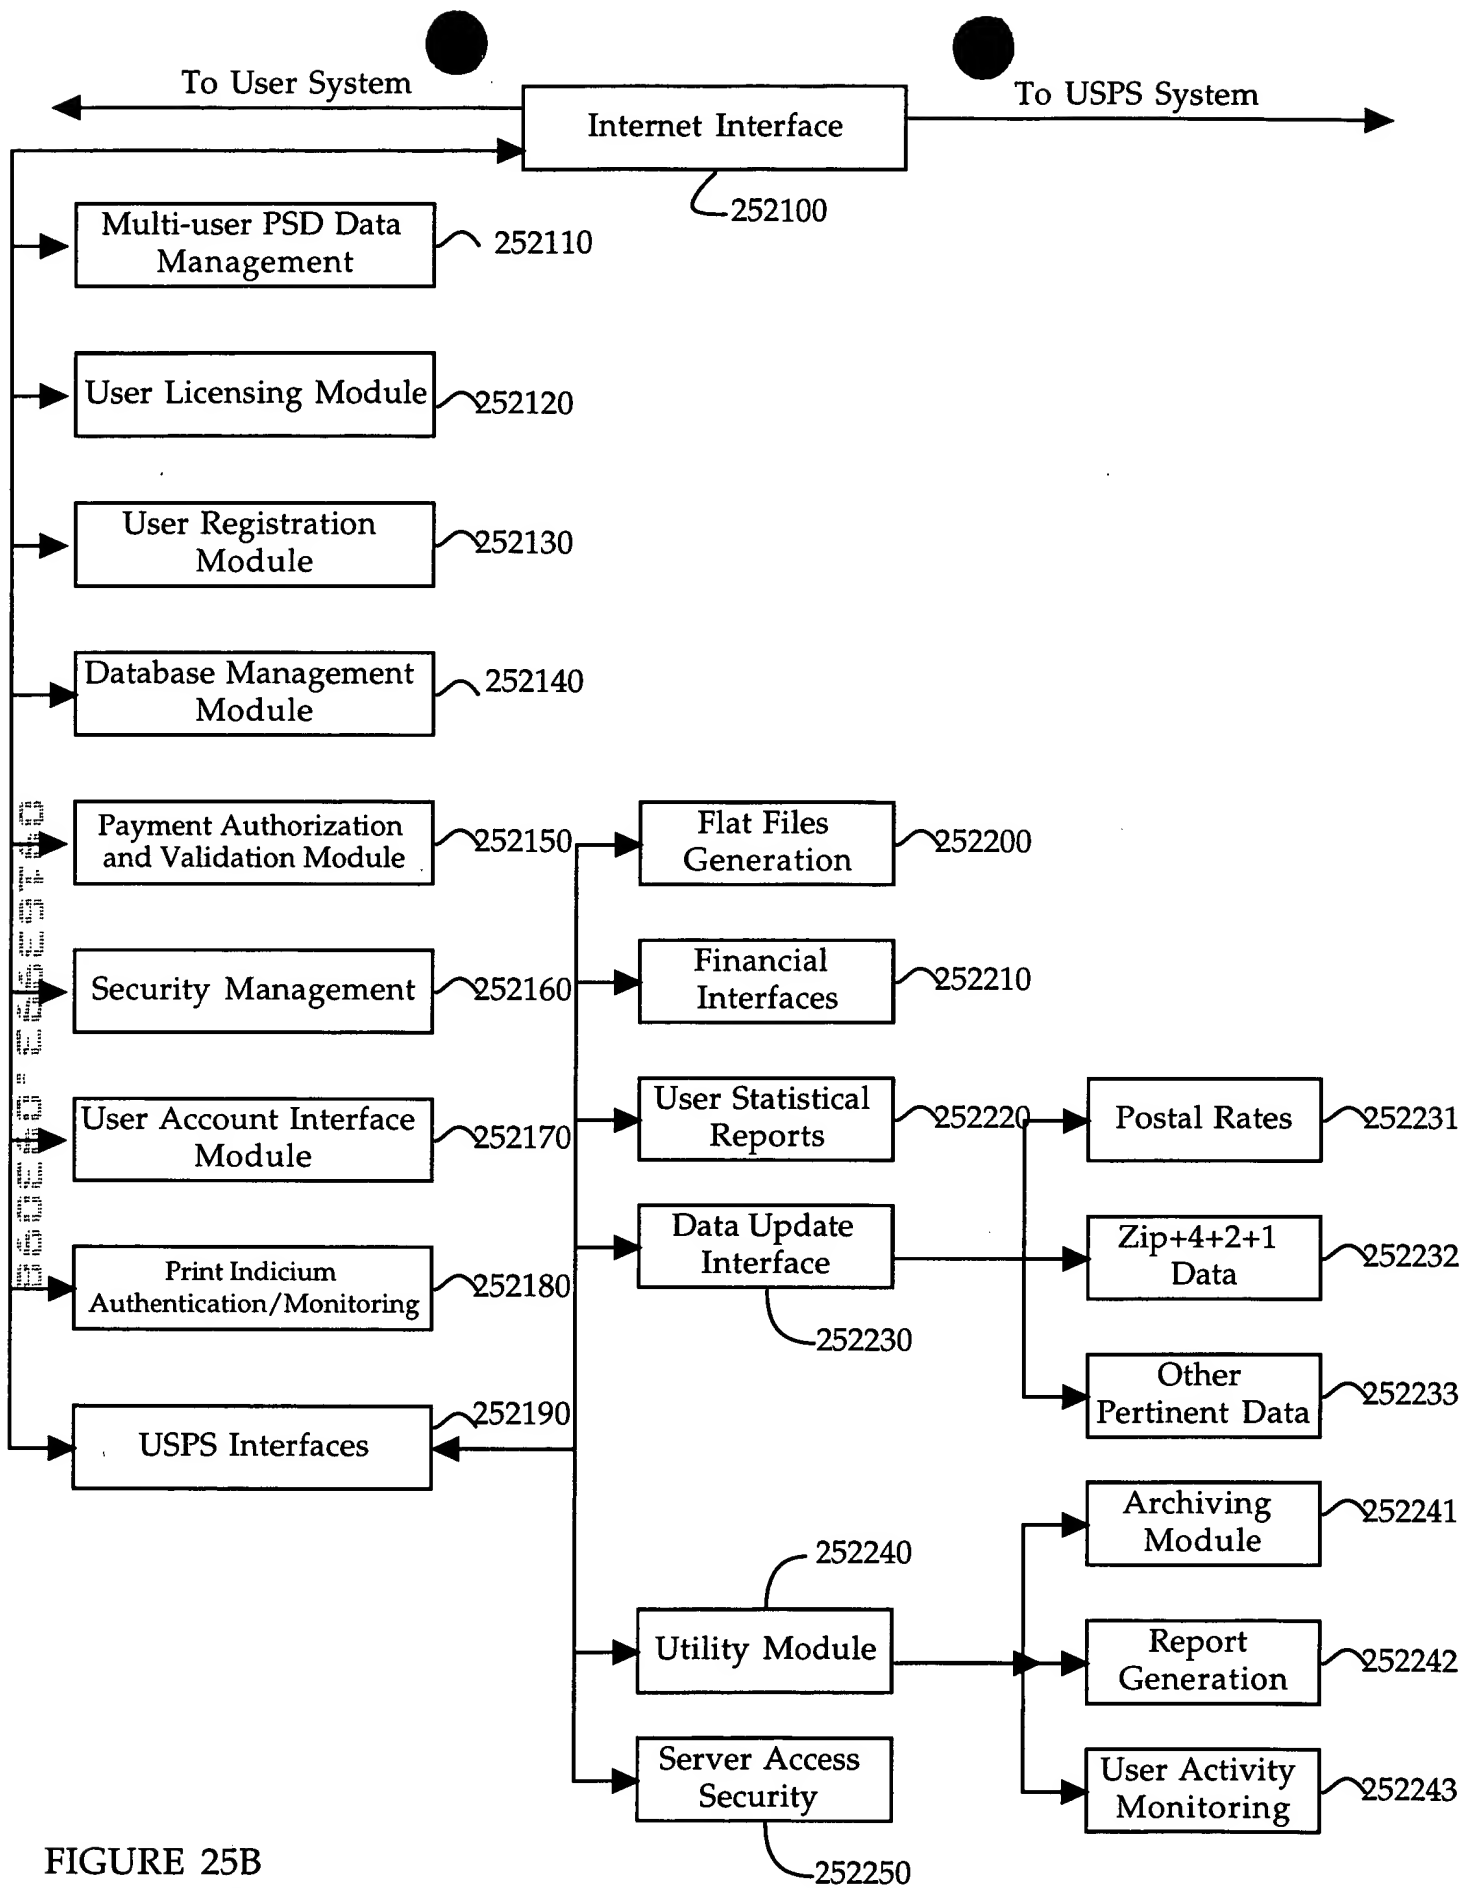 To User System
To USPS System
Internet Interface
252100
Multi-user PSD Data
Management
252110
User Licensing Module
252120
User Registration
Module
252130
Database Management
Module
252140
Payment Authorization
and Validation Module
252150
Security Management
252160
User Account Interface
Module
252170
Print Indicium
Authentication/Monitoring
252180
USPS Interfaces
252190
Flat Files
Generation
252200
Financial
Interfaces
252210
User Statistical
Reports
252220
Data Update
Interface
252230
Postal Rates
252231
Zip+4+2+1
Data
252232
Other
Pertinent Data
252233
252240
Utility Module
Archiving
Module
252241
Report
Generation
252242
User Activity
Monitoring
252243
Server Access
Security
252250
FIGURE 25B